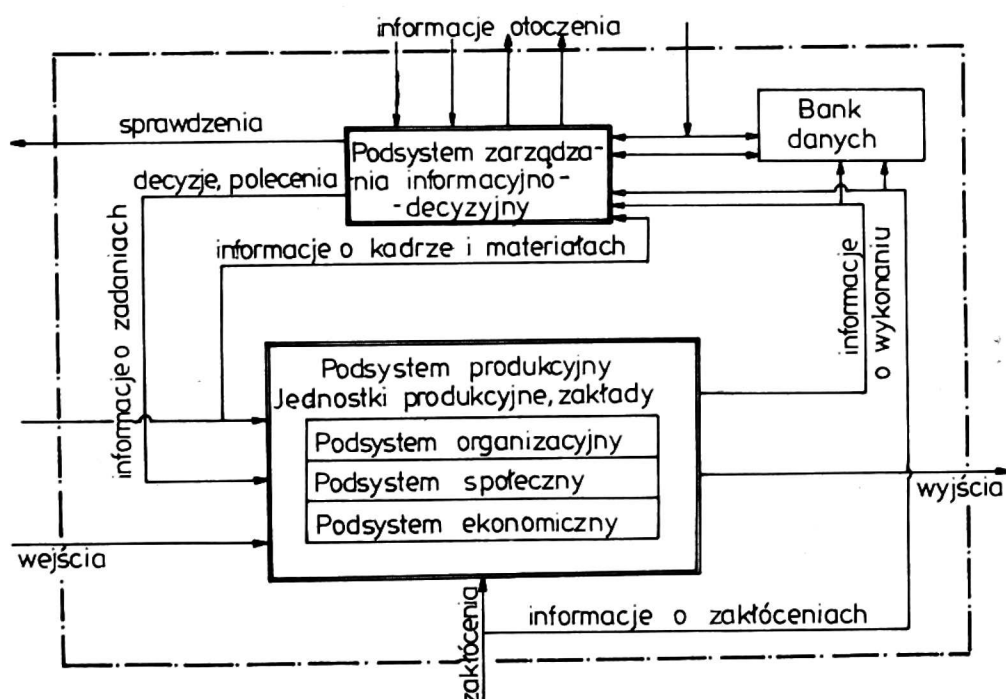 informacje otoczenia
sprawdzenia
Bank
danych
Podsystem zarządza-
nia informacyjno-
-decyzyjny
decyzje, polecenia
informacje o kadrze i materiałach
informacje o zadaniach
informacje
o wykonaniu
Podsystem produkcyjny
Jednostki produkcyjne, zakłady
Podsystem organizacyjny
Podsystem społeczny
Podsystem ekonomiczny
wyjścia
wejścia
zakłócenia
informacje o zakłóceniach